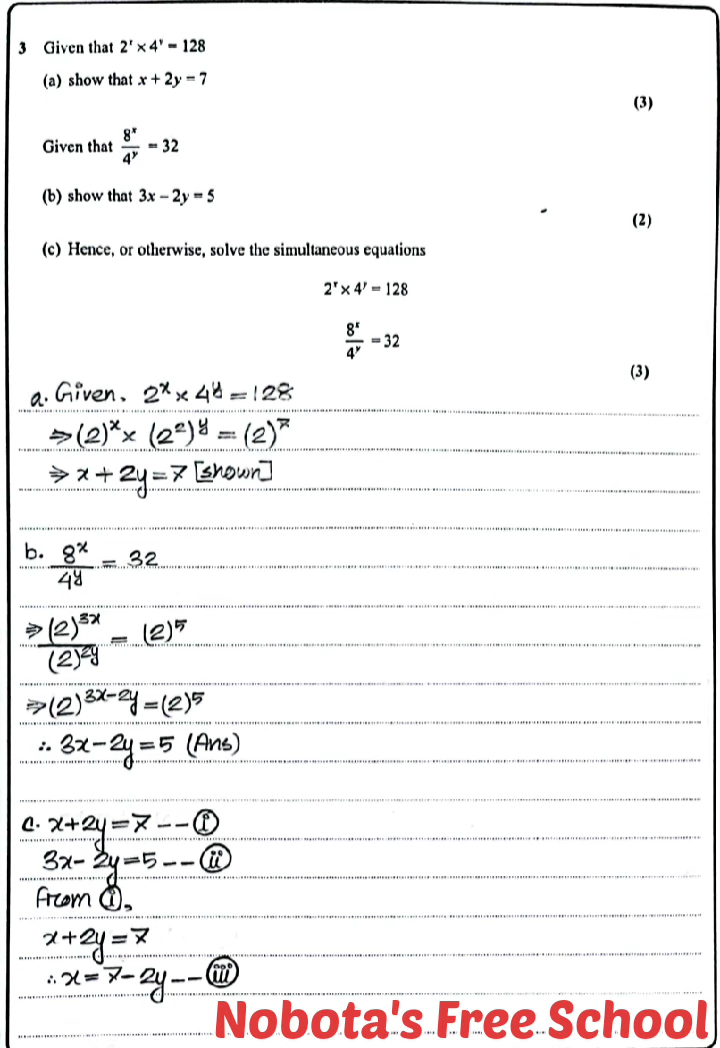 3 Given that 2ˣ × 4ʸ = 128
(a) show that x + 2y = 7
(3)
Given that 8ˣ/4ʸ = 32
(b) show that 3x – 2y = 5
(2)
(c) Hence, or otherwise, solve the simultaneous equations
2ˣ × 4ʸ = 128
8ˣ/4ʸ = 32
(3)
a. Given, 2ˣ × 4ʸ = 128
⇒ (2)ˣ × (2²)ʸ = (2)⁷
⇒ x + 2y = 7 [shown]
b. 8ˣ/4ʸ = 32
⇒ (2)³ˣ/(2)²ʸ = (2)⁵
⇒ (2)³ˣ⁻²ʸ = (2)⁵
∴ 3x – 2y = 5 (Ans)
c. x + 2y = 7 -- (i)
3x – 2y = 5 -- (ii)
From (i),
x + 2y = 7
∴ x = 7 – 2y -- (iii)
Nobota's Free School